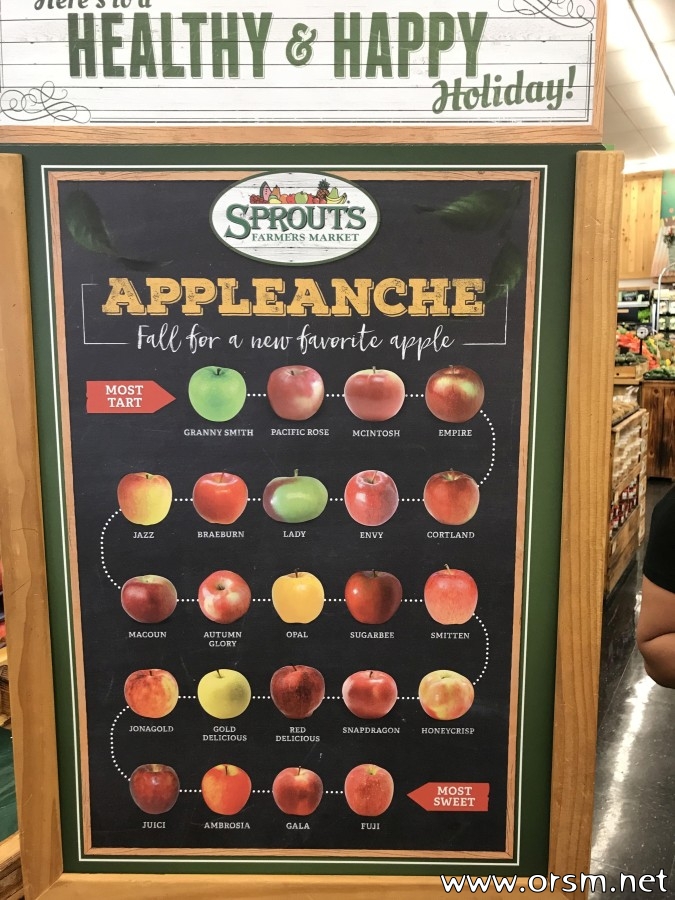 Here's to a
HEALTHY & HAPPY
Holiday!
SPROUTS
FARMERS MARKET
APPLEANCHE
Fall for a new favorite apple
MOST
TART
GRANNY SMITH PACIFIC ROSE MCINTOSH EMPIRE
JAZZ BRAEBURN LADY ENVY CORTLAND
MACOUN AUTUMN GLORY OPAL SUGARBEE SMITTEN
JONAGOLD GOLD DELICIOUS RED DELICIOUS SNAPDRAGON HONEYCRISP
MOST
SWEET
JUICI AMBROSIA GALA FUJI
www.orsm.net